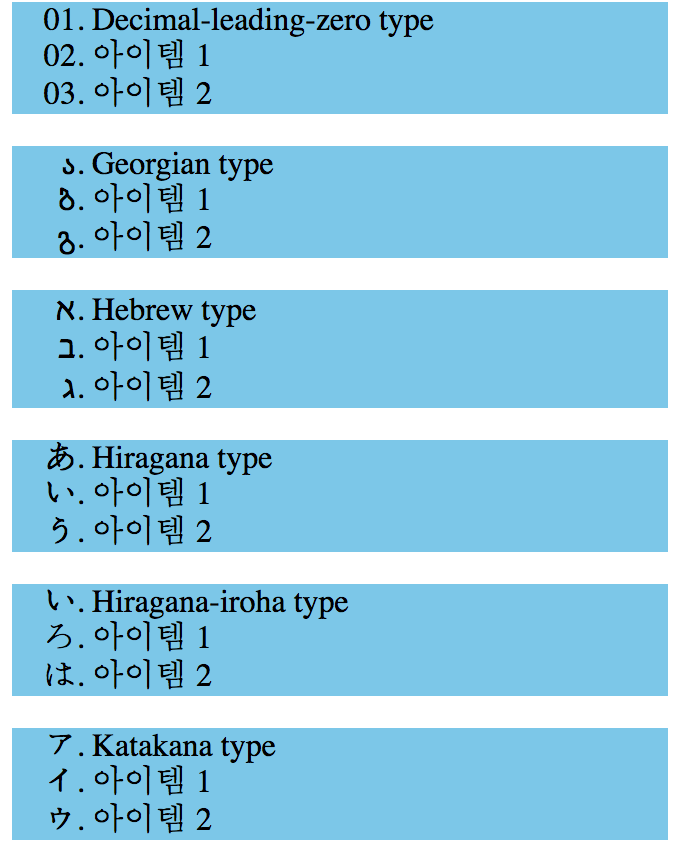 01. Decimal-leading-zero type
02. 아이템 1
03. 아이템 2
ა. Georgian type
ბ. 아이템 1
გ. 아이템 2
א. Hebrew type
ב. 아이템 1
ג. 아이템 2
あ. Hiragana type
い. 아이템 1
う. 아이템 2
い. Hiragana-iroha type
ろ. 아이템 1
は. 아이템 2
ア. Katakana type
イ. 아이템 1
ウ. 아이템 2